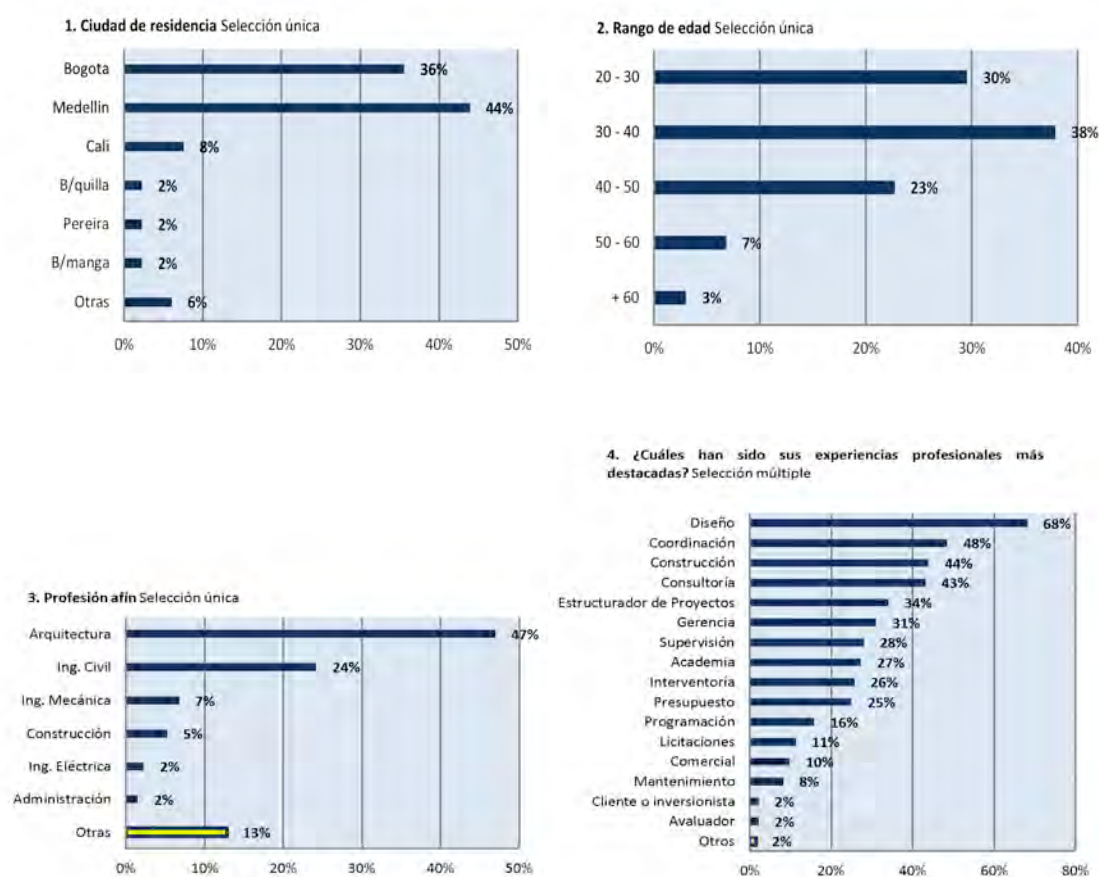 1. Ciudad de residencia Selección única
Bogota 36%
Medellín 44%
Cali 8%
B/quilla 2%
Pereira 2%
B/manga 2%
Otras 6%
0% 10% 20% 30% 40% 50%
2. Rango de edad Selección única
20 - 30 30%
30 - 40 38%
40 - 50 23%
50 - 60 7%
+ 60 3%
0% 10% 20% 30% 40%
3. Profesión afín Selección única
Arquitectura 47%
Ing. Civil 24%
Ing. Mecánica 7%
Construcción 5%
Ing. Eléctrica 2%
Administración 2%
Otras 13%
0% 10% 20% 30% 40% 50%
4. ¿Cuáles han sido sus experiencias profesionales más
destacadas? Selección múltiple
Diseño 68%
Coordinación 48%
Construcción 44%
Consultoría 43%
Estructurador de Proyectos 34%
Gerencia 31%
Supervisión 28%
Academia 27%
Interventoría 26%
Presupuesto 25%
Programación 16%
Licitaciones 11%
Comercial 10%
Mantenimiento 8%
Cliente o inversionista 2%
Avaluador 2%
Otros 2%
0% 20% 40% 60% 80%